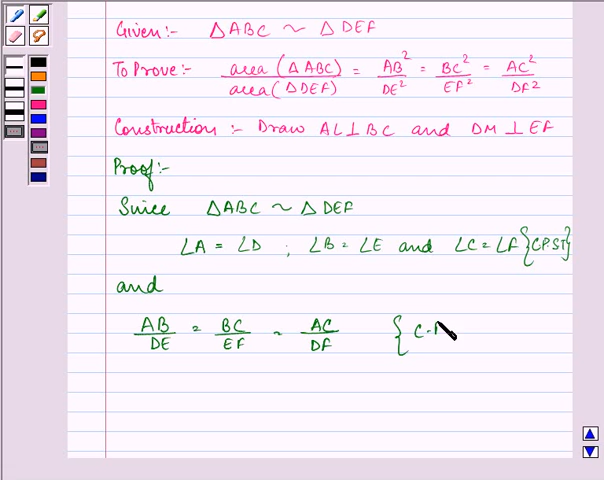 Given:- △ABC ~ △DEF
To Prove:- area (△ABC) / area (△DEF) = AB² / DE² = BC² / EF² = AC² / DF²
Construction :- Draw AL⊥BC and DM ⊥ EF
Proof:-
Since △ABC ~ △DEF
∠A = ∠D ; ∠B = ∠E and ∠C = ∠F {C.P.S.T}
and
AB / DE = BC / EF = AC / DF { C.P